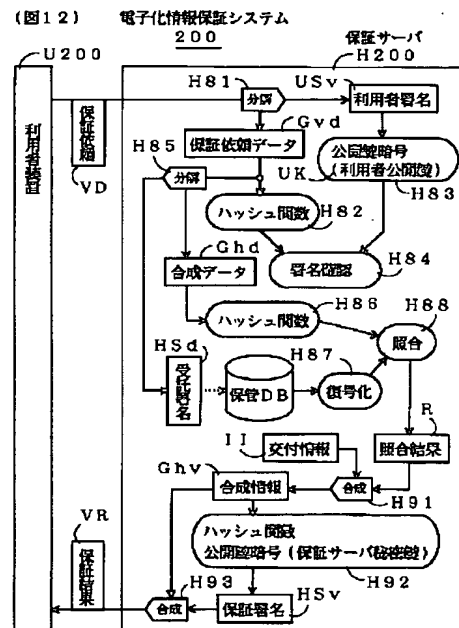 (図12) 電子化情報保証システム
200
保証サーバ
U200
H200
H81
USv
分解
利用者署名
保証依頼
VD
Gvd
H85
保証依頼データ
公開鍵暗号
(利用者公開鍵)
UK
H83
分解
ハッシュ関数
H82
利用者装置
Ghd
合成データ
署名確認
H84
H86
H88
ハッシュ関数
照合
HSd
H87
受証署名
保管DB
復号化
R
II
交付情報
照合結果
Ghv
合成情報
合成
H91
VR
ハッシュ関数
公開鍵暗号(保証サーバ秘密鍵)
保証結果
H93
H92
HSv
合成
保証署名